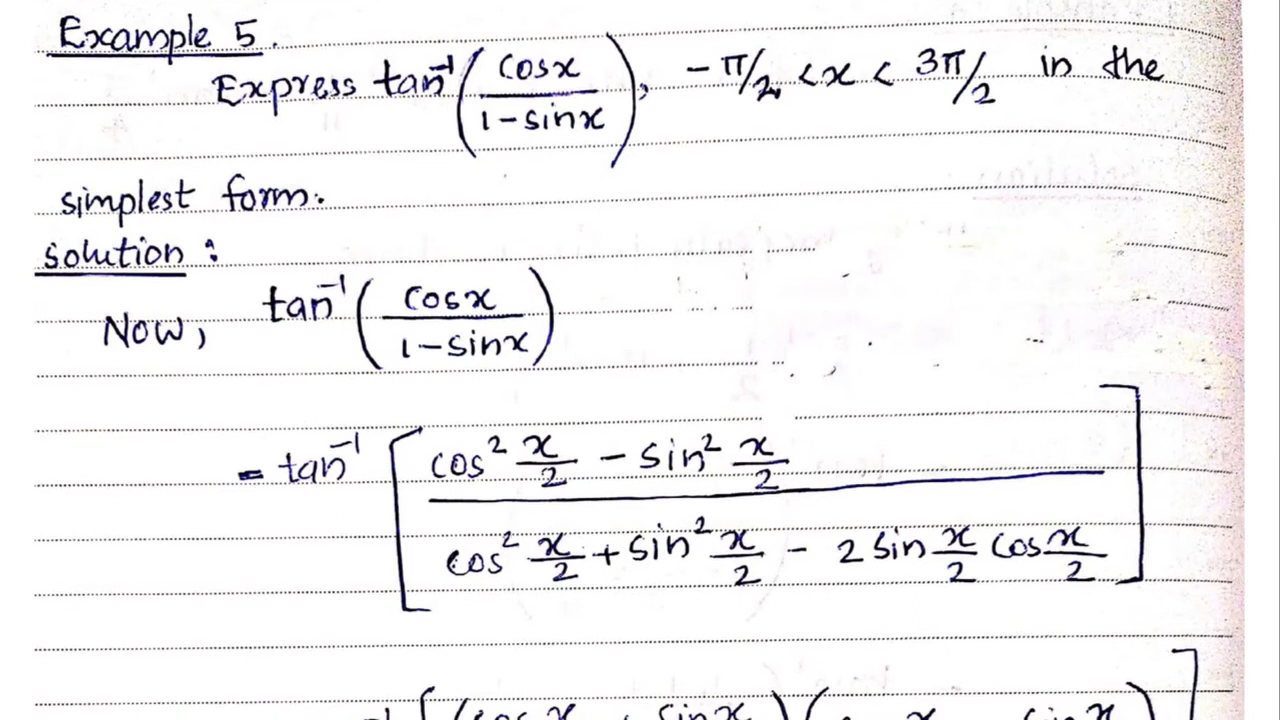 Example 5.
Express tan⁻¹(cosx / 1-sinx), -π/2 < x < 3π/2 in the
simplest form.
solution :
Now, tan⁻¹(cosx / 1-sinx)
= tan⁻¹[cos² x/2 - sin² x/2 / cos² x/2 + sin² x/2 - 2 sin x/2 cos x/2]